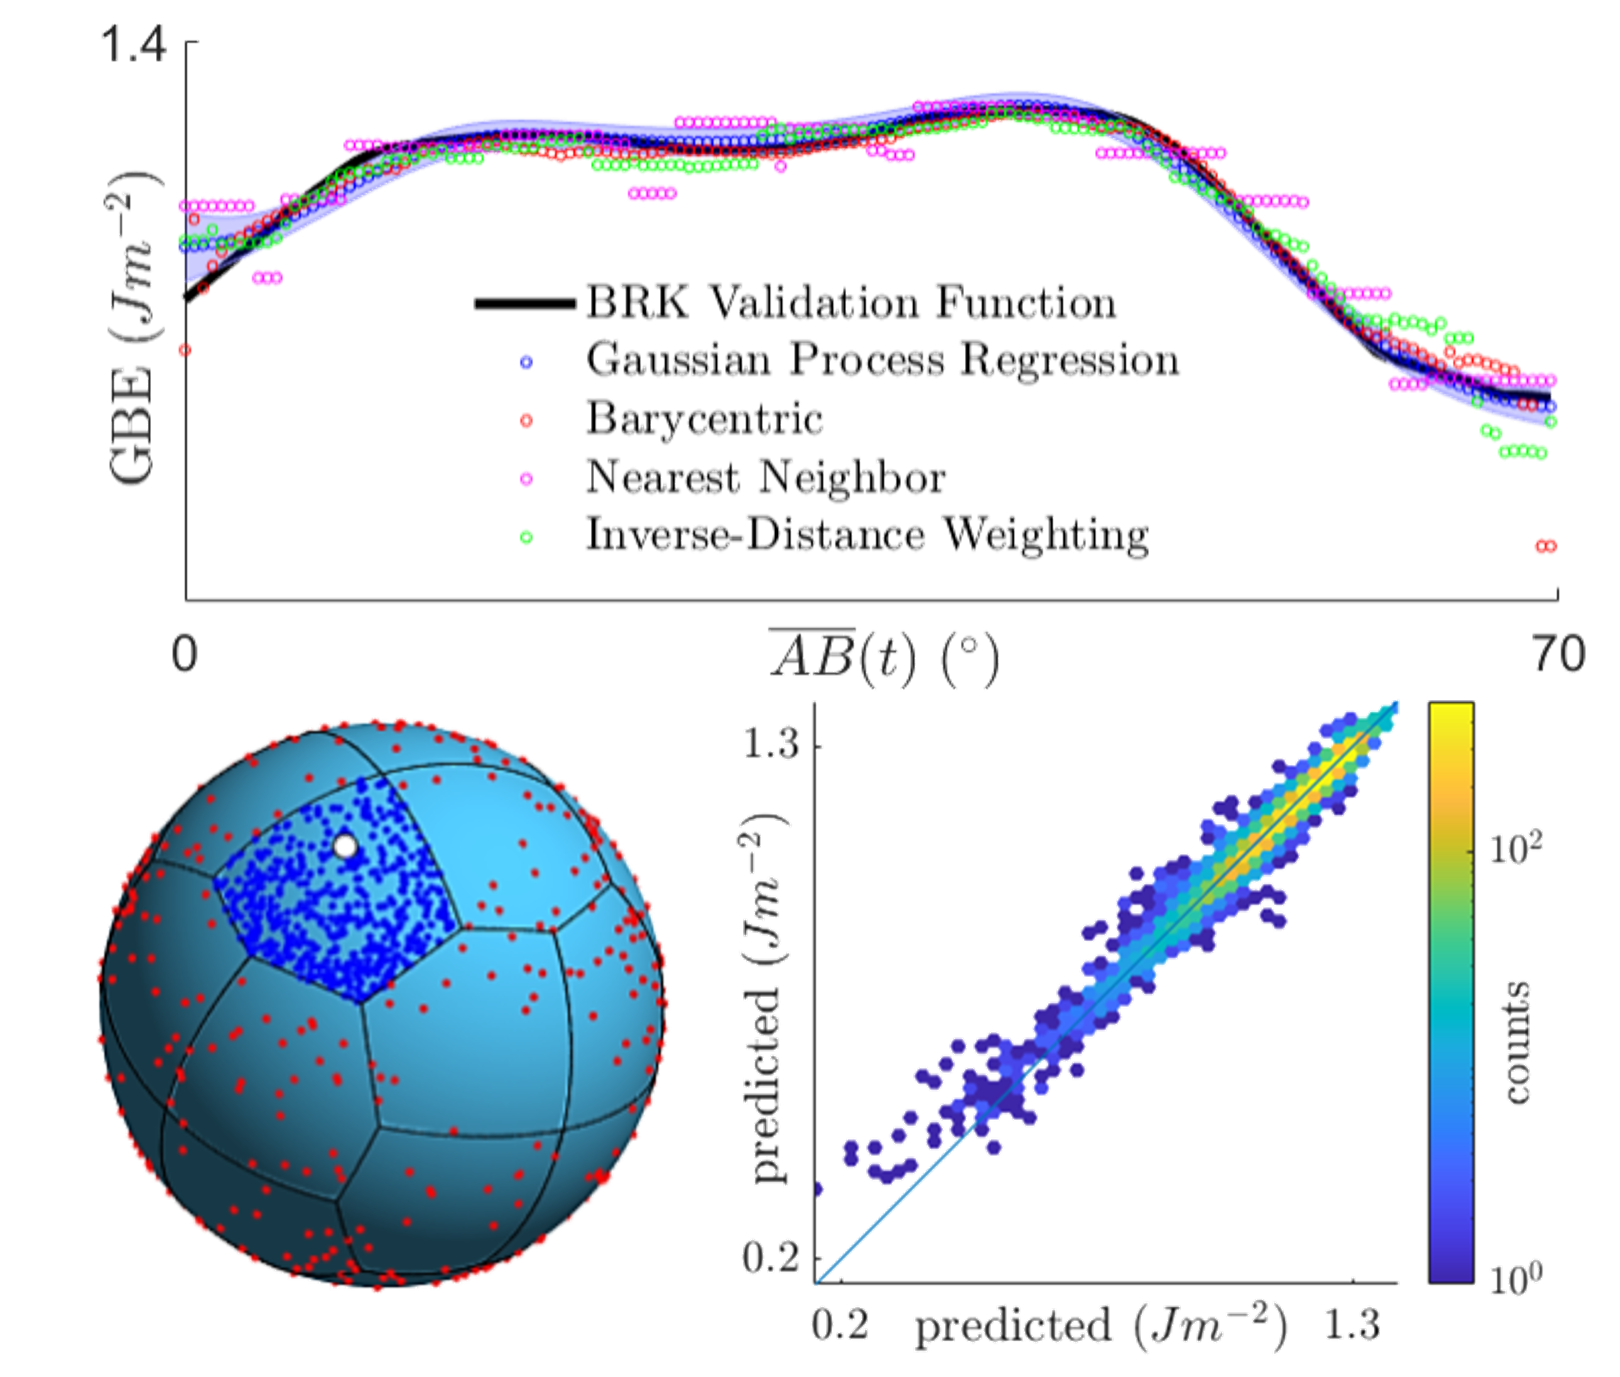 1.4
GBE (Jm⁻²)
BRK Validation Function
Gaussian Process Regression
Barycentric
Nearest Neighbor
Inverse-Distance Weighting
0
A̅B̅(t) (°)
70
1.3
predicted (Jm⁻²)
0.2
0.2
predicted (Jm⁻²)
1.3
10²
counts
10⁰